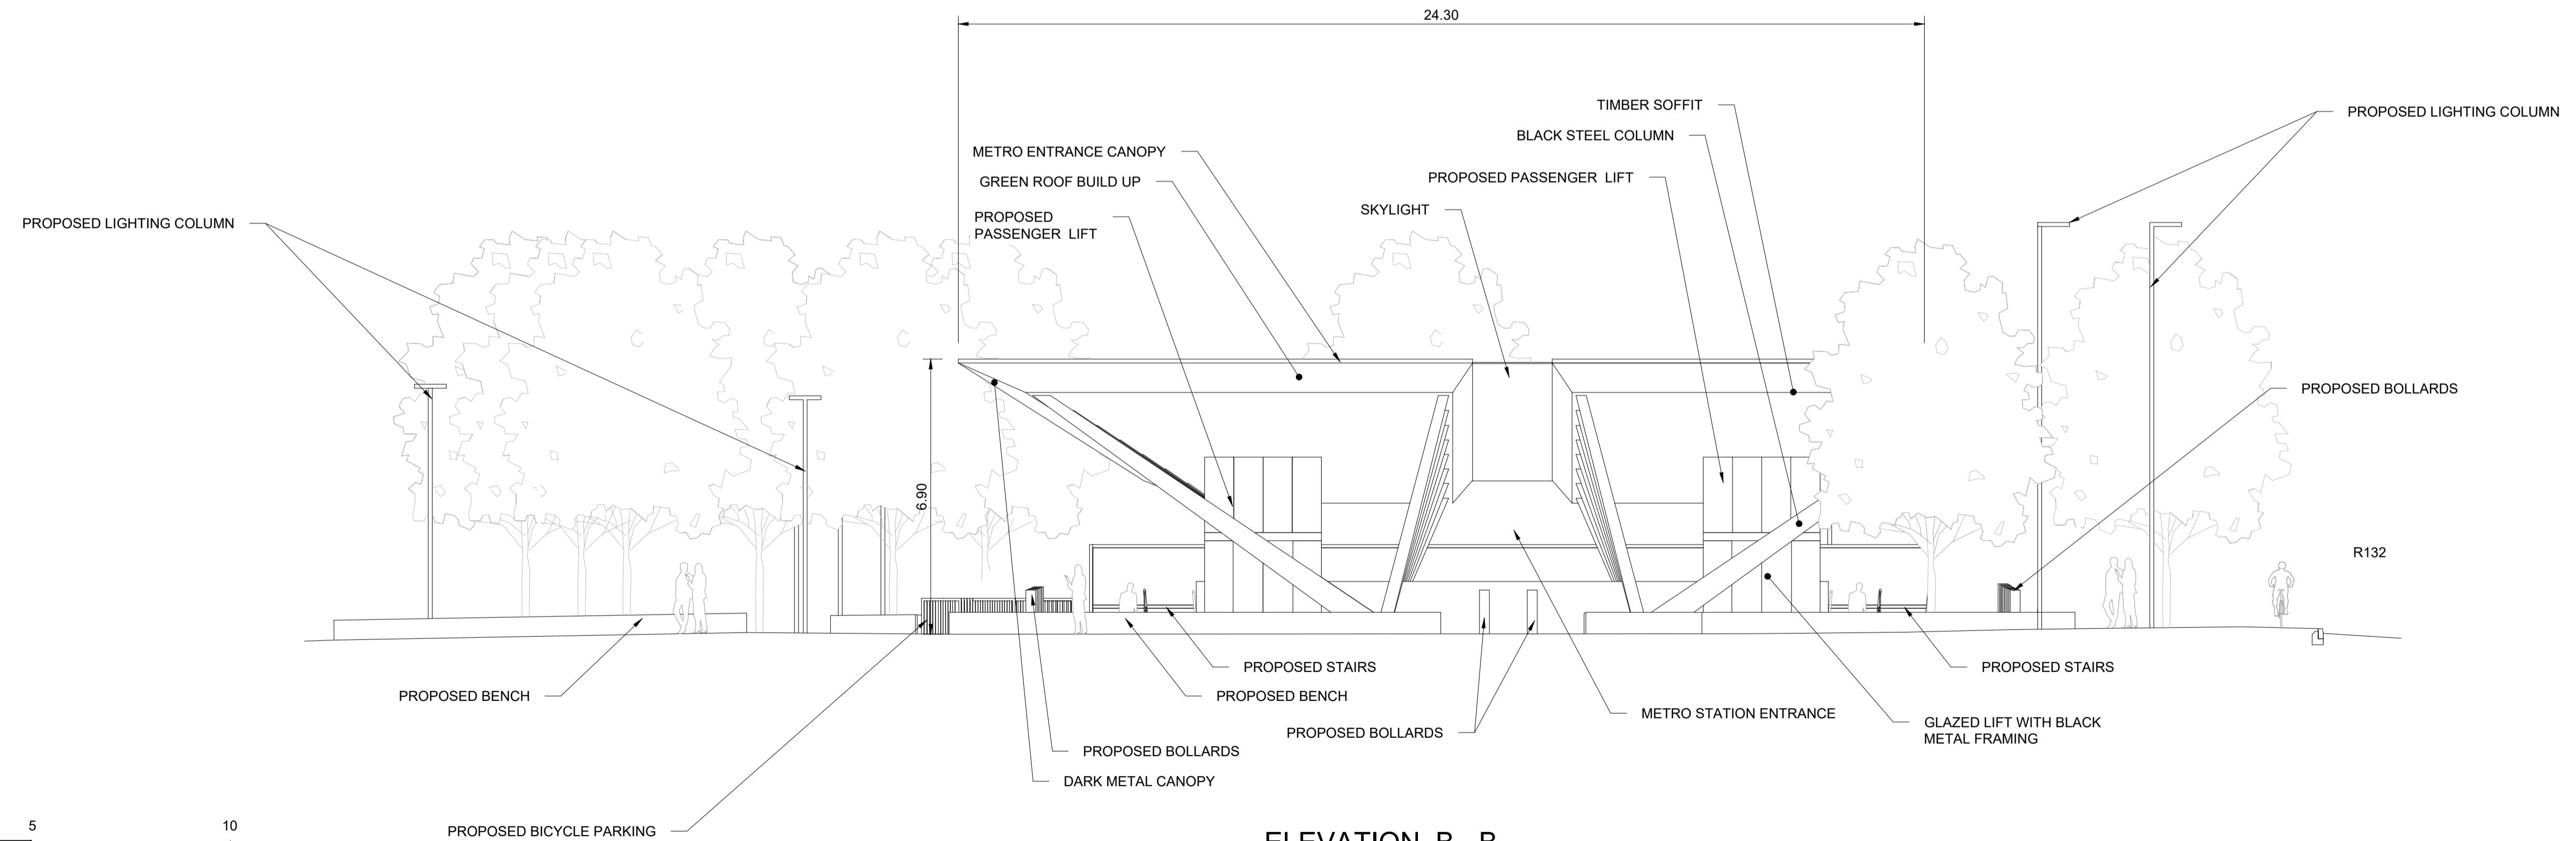 24.30
TIMBER SOFFIT
PROPOSED LIGHTING COLUMN
BLACK STEEL COLUMN
METRO ENTRANCE CANOPY
PROPOSED PASSENGER LIFT
GREEN ROOF BUILD UP
SKYLIGHT
PROPOSED
PASSENGER LIFT
PROPOSED LIGHTING COLUMN
PROPOSED BOLLARDS
6.90
R132
PROPOSED STAIRS
PROPOSED STAIRS
PROPOSED BENCH
PROPOSED BENCH
METRO STATION ENTRANCE
GLAZED LIFT WITH BLACK
METAL FRAMING
PROPOSED BOLLARDS
PROPOSED BOLLARDS
DARK METAL CANOPY
5
10
PROPOSED BICYCLE PARKING
ELEVATION B - B